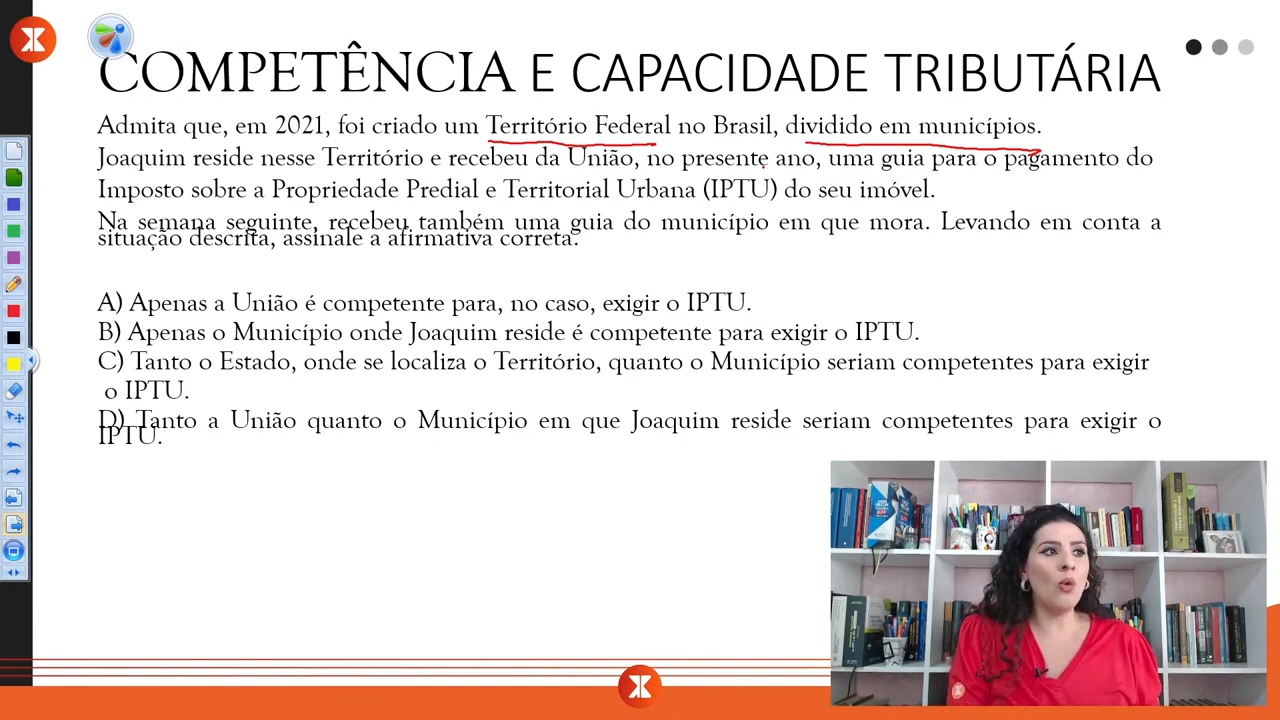 COMPETÊNCIA E CAPACIDADE TRIBUTÁRIA
Admita que, em 2021, foi criado um Território Federal no Brasil, dividido em municípios.
Joaquim reside nesse Território e recebeu da União, no presente ano, uma guia para o pagamento do
Imposto sobre a Propriedade Predial e Territorial Urbana (IPTU) do seu imóvel.
Na semana seguinte, recebeu também uma guia do município em que mora. Levando em conta a
situação descrita, assinale a afirmativa correta.
A) Apenas a União é competente para, no caso, exigir o IPTU.
B) Apenas o Município onde Joaquim reside é competente para exigir o IPTU.
C) Tanto o Estado, onde se localiza o Território, quanto o Município seriam competentes para exigir
o IPTU.
D) Tanto a União quanto o Município em que Joaquim reside seriam competentes para exigir o
IPTU.